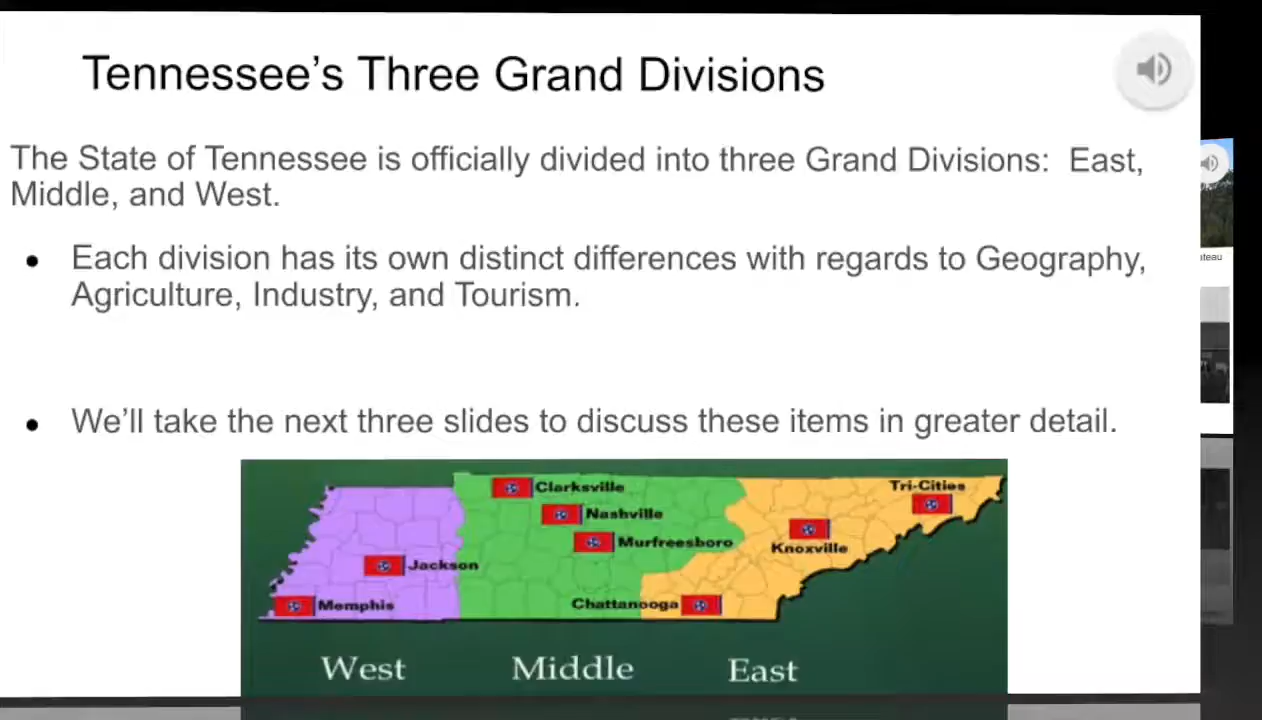 Tennessee's Three Grand Divisions
The State of Tennessee is officially divided into three Grand Divisions:  East,
Middle, and West.
Each division has its own distinct differences with regards to Geography,
Agriculture, Industry, and Tourism.
We'll take the next three slides to discuss these items in greater detail.
Clarksville
Tri-Cities
Nashville
Murfreesboro
Knoxville
Jackson
Memphis
Chattanooga
West Middle East